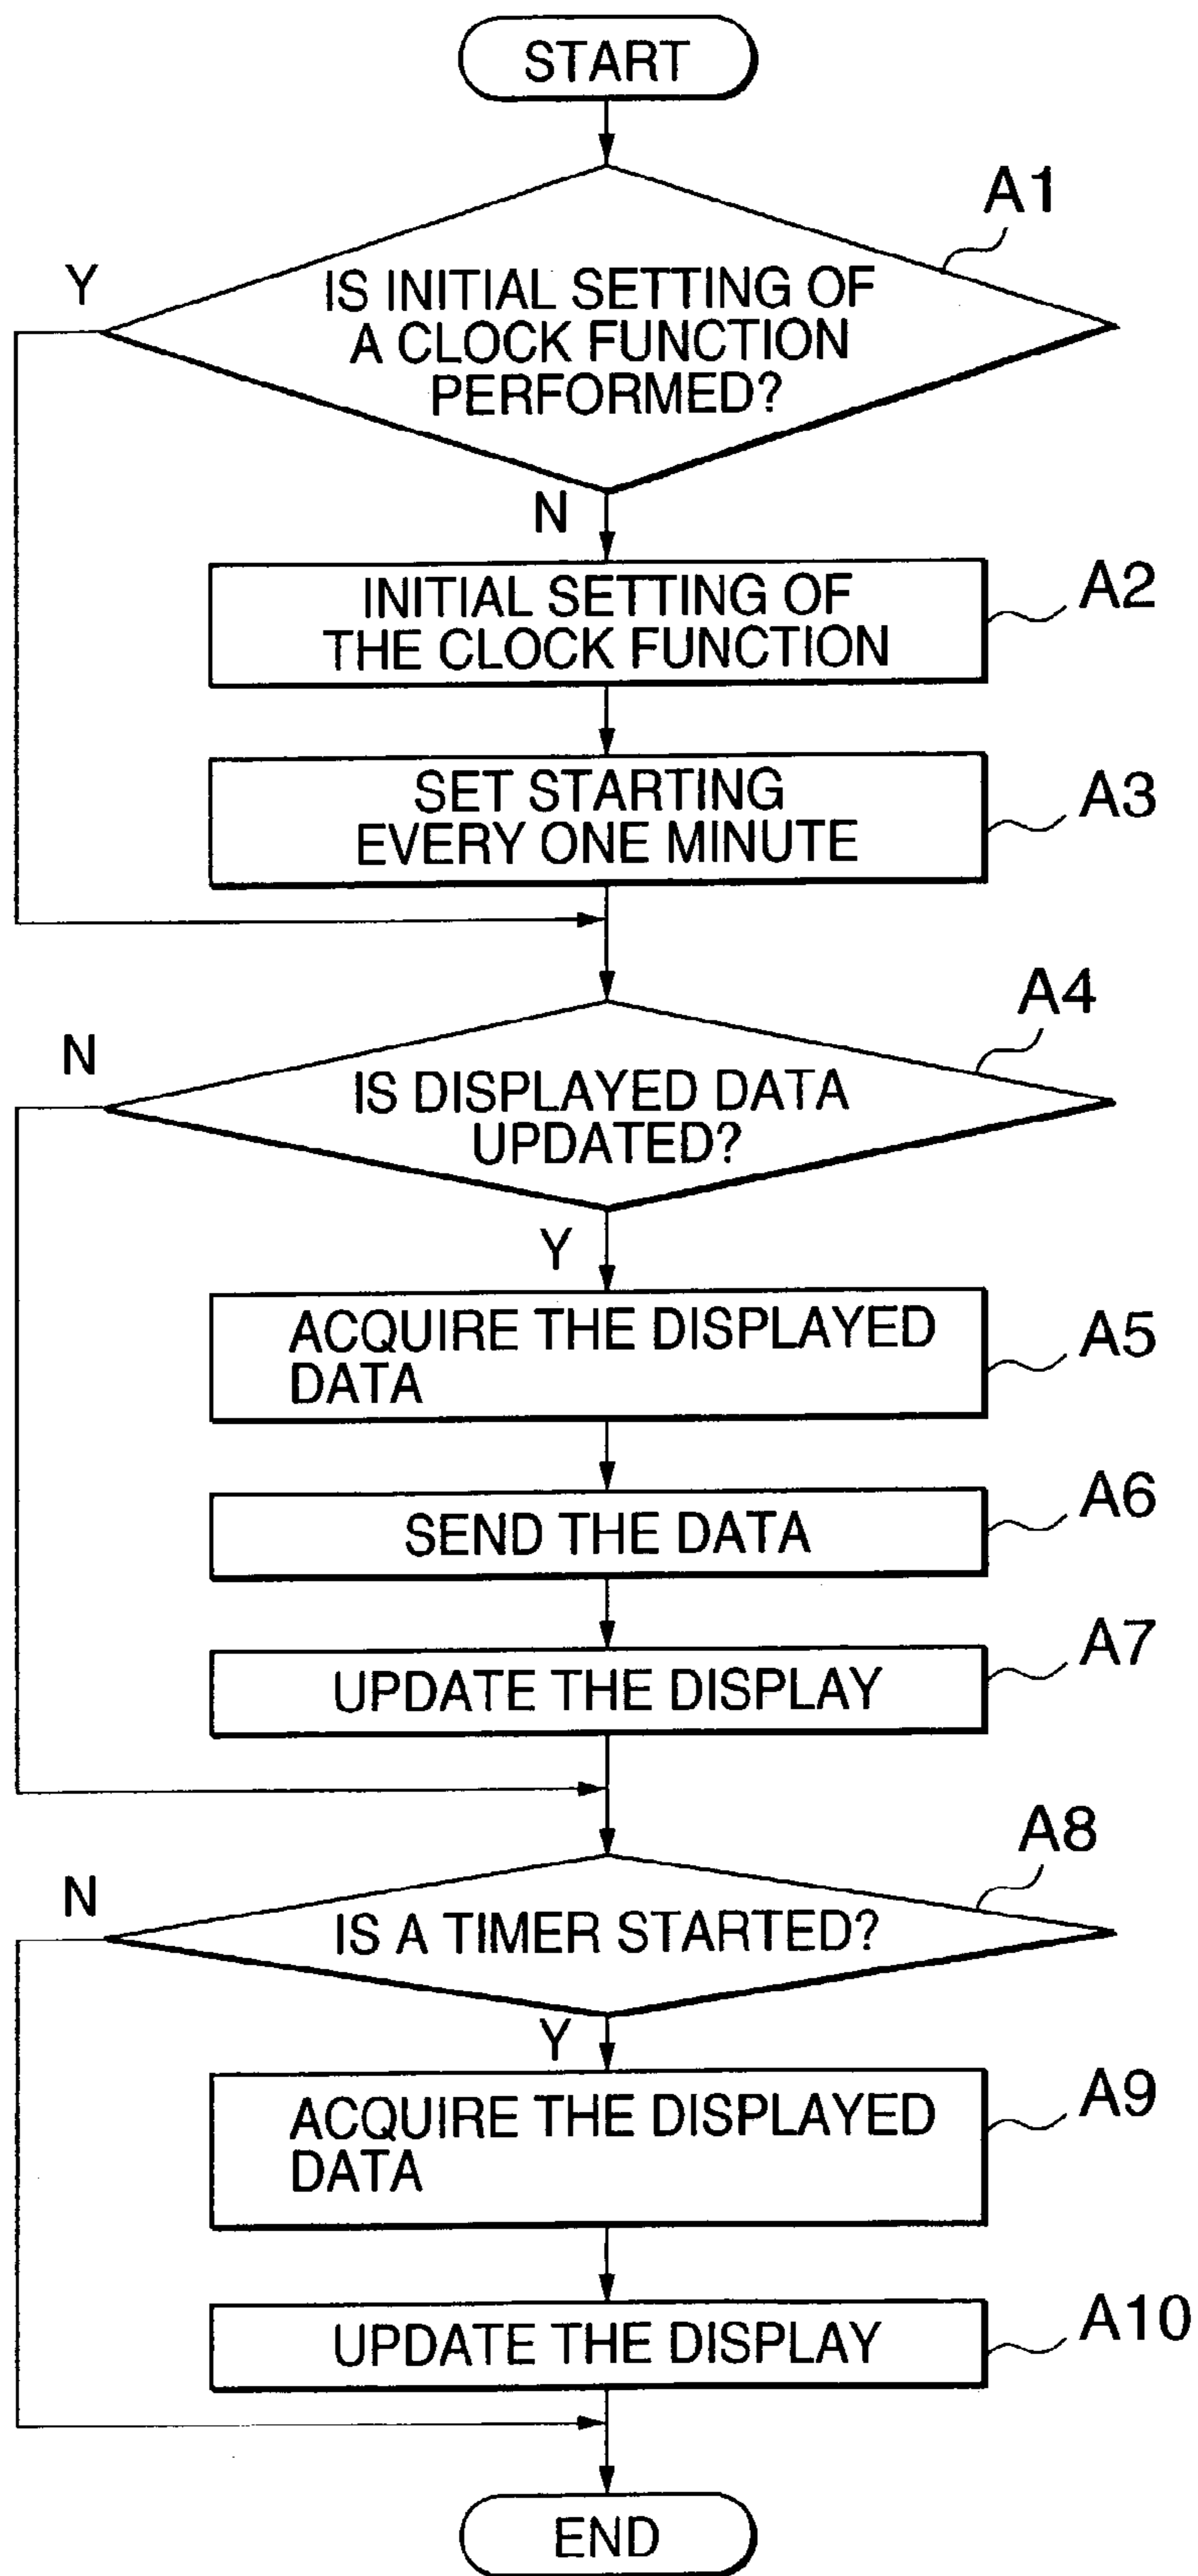 START
A1
Y
IS INITIAL SETTING OF
A CLOCK FUNCTION
PERFORMED?
N
INITIAL SETTING OF
THE CLOCK FUNCTION
A2
SET STARTING
EVERY ONE MINUTE
A3
A4
N
IS DISPLAYED DATA
UPDATED?
Y
ACQUIRE THE DISPLAYED
DATA
A5
SEND THE DATA
A6
UPDATE THE DISPLAY
A7
A8
N
IS A TIMER STARTED?
Y
ACQUIRE THE DISPLAYED
DATA
A9
UPDATE THE DISPLAY
A10
END